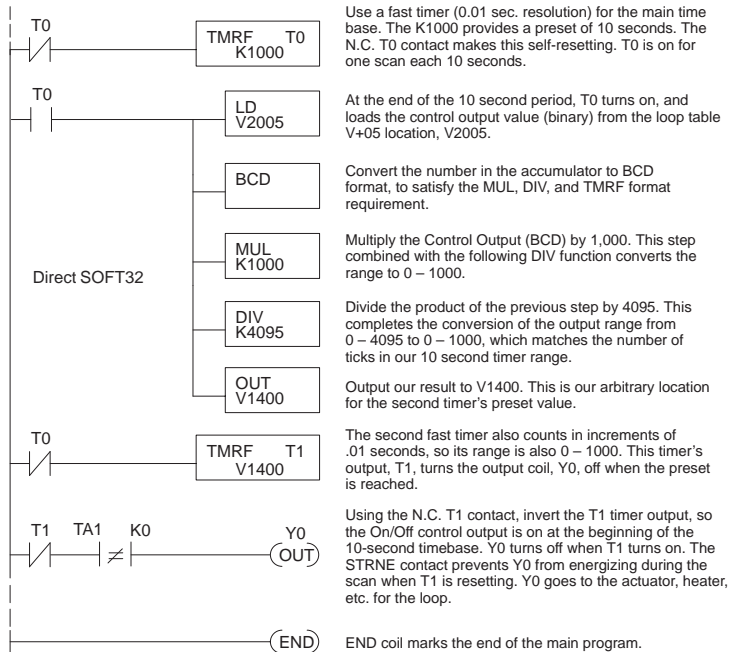 T0
TMRF T0
K1000
Use a fast timer (0.01 sec. resolution) for the main time
base. The K1000 provides a preset of 10 seconds. The
N.C. T0 contact makes this self-resetting. T0 is on for
one scan each 10 seconds.
T0
LD
V2005
At the end of the 10 second period, T0 turns on, and
loads the control output value (binary) from the loop table
V+05 location, V2005.
BCD
Convert the number in the accumulator to BCD
format, to satisfy the MUL, DIV, and TMRF format
requirement.
Direct SOFT32
MUL
K1000
Multiply the Control Output (BCD) by 1,000. This step
combined with the following DIV function converts the
range to 0 – 1000.
DIV
K4095
Divide the product of the previous step by 4095. This
completes the conversion of the output range from
0 – 4095 to 0 – 1000, which matches the number of
ticks in our 10 second timer range.
OUT
V1400
Output our result to V1400. This is our arbitrary location
for the second timer's preset value.
T0
TMRF T1
V1400
The second fast timer also counts in increments of
.01 seconds, so its range is also 0 – 1000. This timer's
output, T1, turns the output coil, Y0, off when the preset
is reached.
T1 TA1 K0 Y0
≠ OUT
Using the N.C. T1 contact, invert the T1 timer output, so
the On/Off control output is on at the beginning of the
10-second timebase. Y0 turns off when T1 turns on. The
STRNE contact prevents Y0 from energizing during the
scan when T1 is resetting. Y0 goes to the actuator, heater,
etc. for the loop.
END
END coil marks the end of the main program.